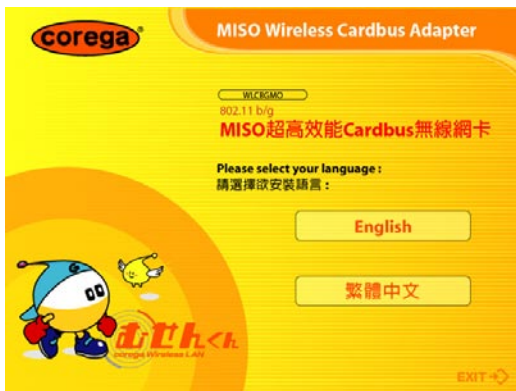 corega
MISO Wireless Cardbus Adapter
WLCBGMO
802.11 b/g
MISO超高效能Cardbus無線網卡
Please select your language :
請選擇欲安裝語言：
English
繁體中文
むせんくん
corega Wireless LAN
EXIT